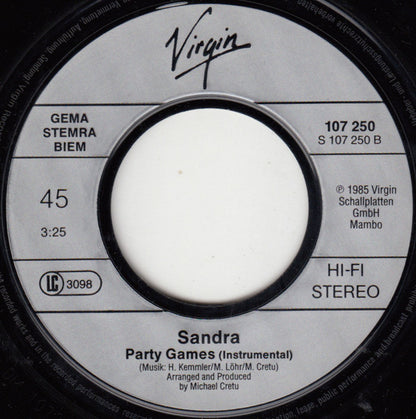 Virgin
GEMA
STEMRA
BIEM
107 250
S 107 250 B
45
3:25
℗ 1985 Virgin
Schallplatten
GmbH
Mambo
LC 3098
HI-FI
STEREO
Sandra
Party Games (Instrumental)
(Musik: H. Kemmler/M. Löhr/M. Cretu)
Arranged and Produced
by Michael Cretu